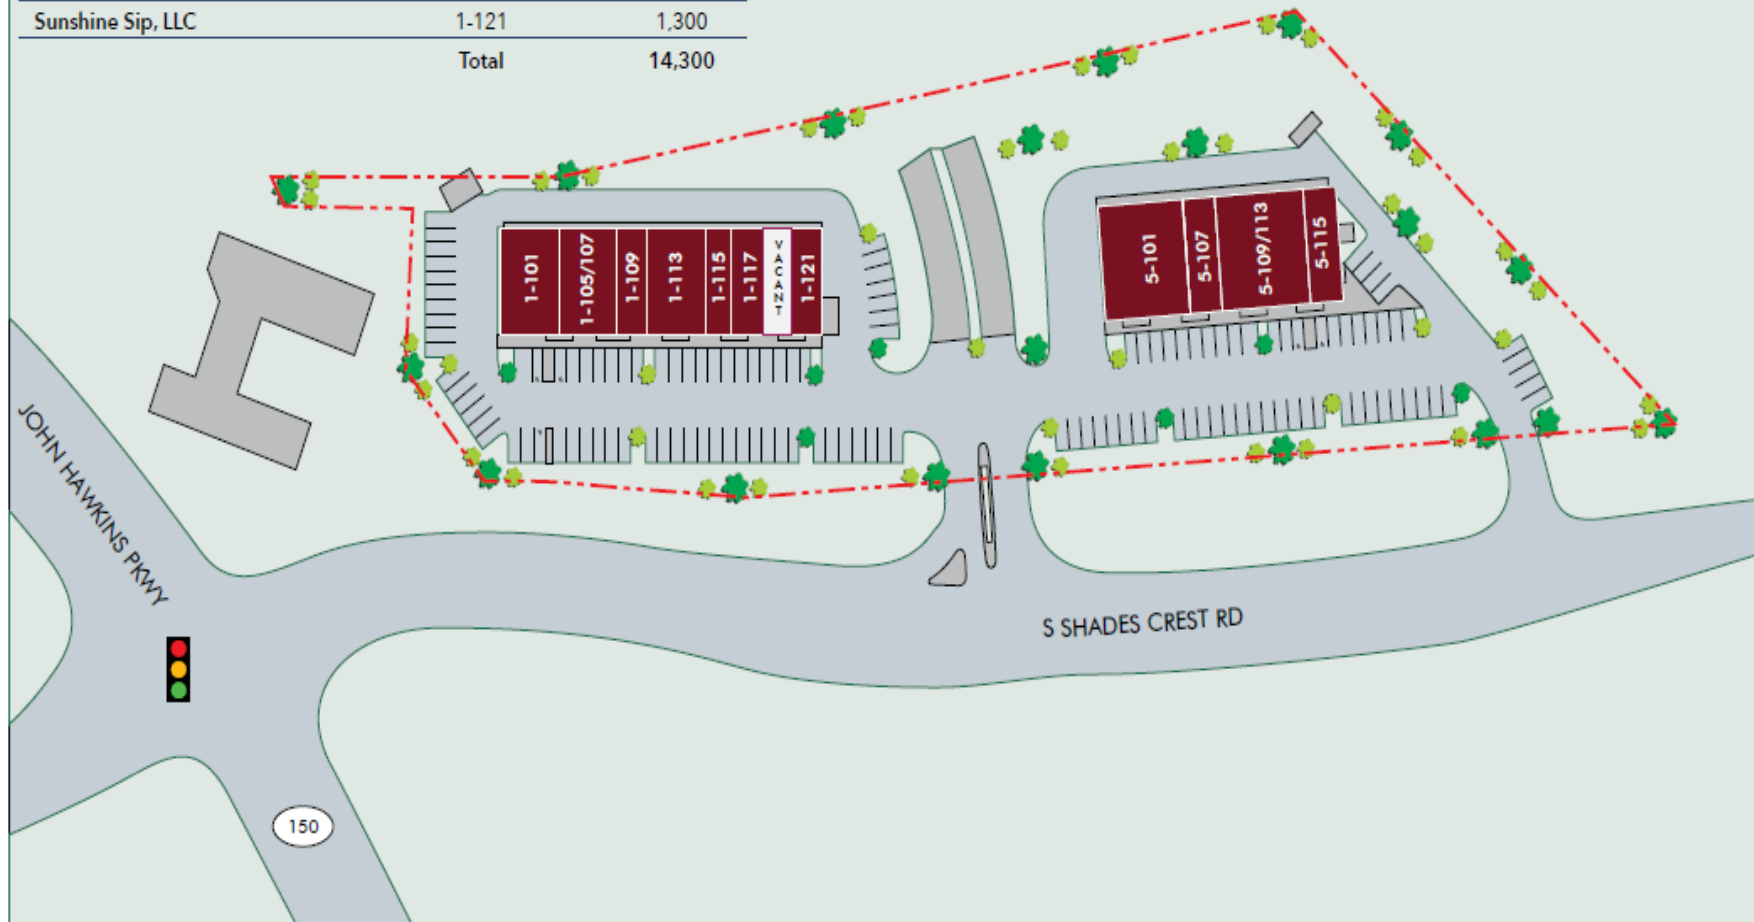 Sunshine Sip, LLC 1-121 1,300
Total 14,300
1-101
1-105/107
1-109
1-113
1-115
1-117
VACANT
1-121
5-101
5-107
5-109/113
5-115
JOHN HAWKINS PKWY
S SHADES CREST RD
150